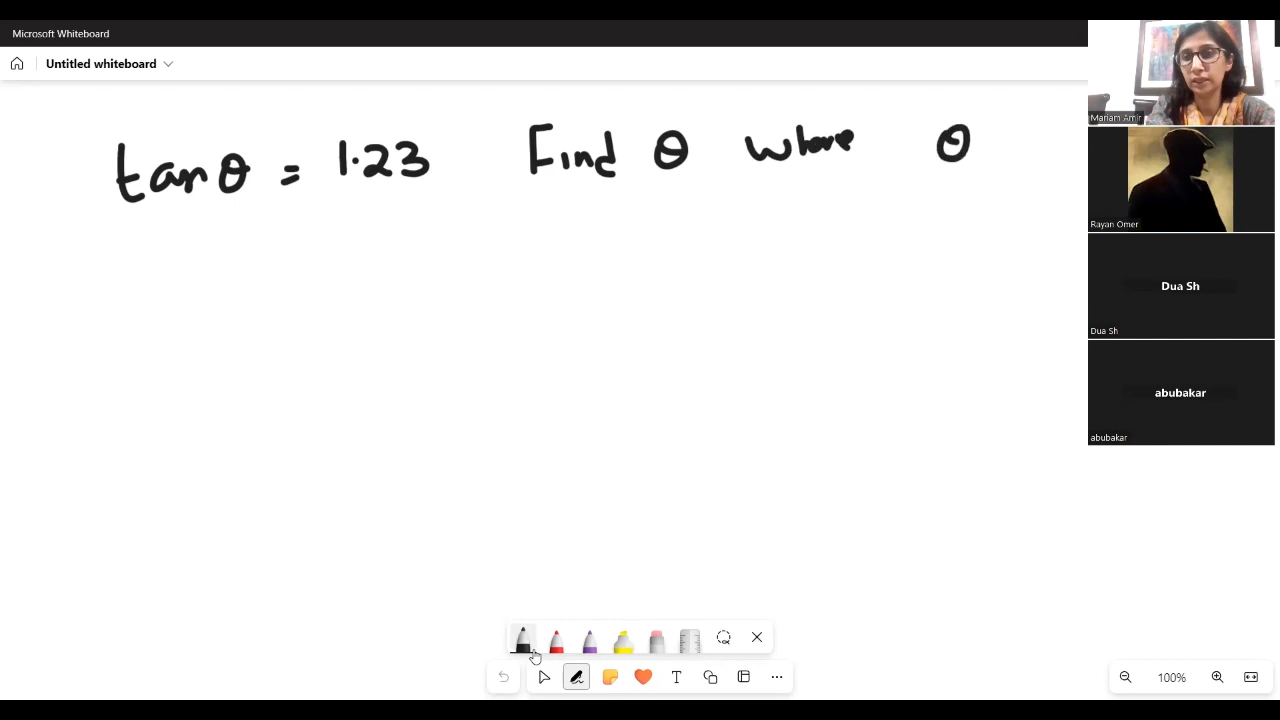 Microsoft Whiteboard
Untitled whiteboard
tanθ = 1.23 Find θ where θ
Mariam Amir
Rayan Omer
Dua Sh
Dua Sh
abubakar
abubakar
100%